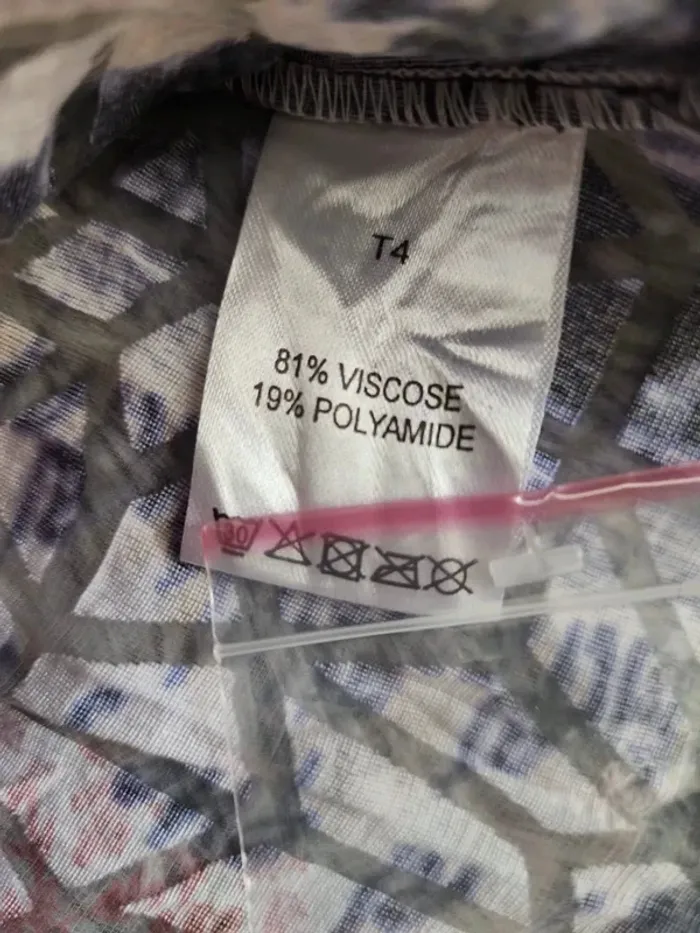 T4
81% VISCOSE
19% POLYAMIDE
30